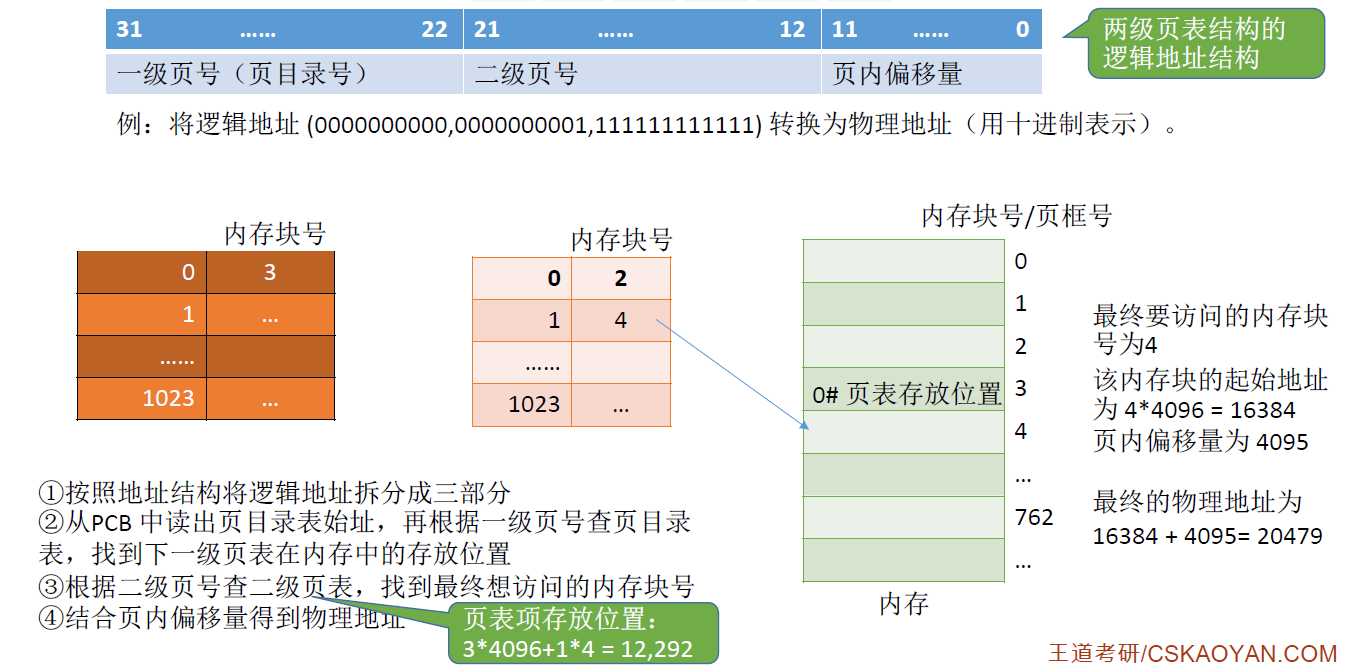 31 …… 22 21 …… 12 11 …… 0
一级页号（页目录号） 二级页号 页内偏移量
两级页表结构的
逻辑地址结构
例：将逻辑地址 (0000000000,0000000001,111111111111) 转换为物理地址（用十进制表示）。
内存块号
0 3
1 …
……
1023 …
内存块号
0 2
1 4
……
1023 …
内存块号/页框号
0
1
2
0# 页表存放位置 3
4
…
762
…
内存
最终要访问的内存块
号为4
该内存块的起始地址
为 4*4096 = 16384
页内偏移量为 4095
最终的物理地址为
16384 + 4095= 20479
①按照地址结构将逻辑地址拆分成三部分
②从PCB 中读出页目录表始址，再根据一级页号查页目录
表，找到下一级页表在内存中的存放位置
③根据二级页号查二级页表，找到最终想访问的内存块号
④结合页内偏移量得到物理地址
页表项存放位置：
3*4096+1*4 = 12,292
王道考研/CSKAOYAN.COM